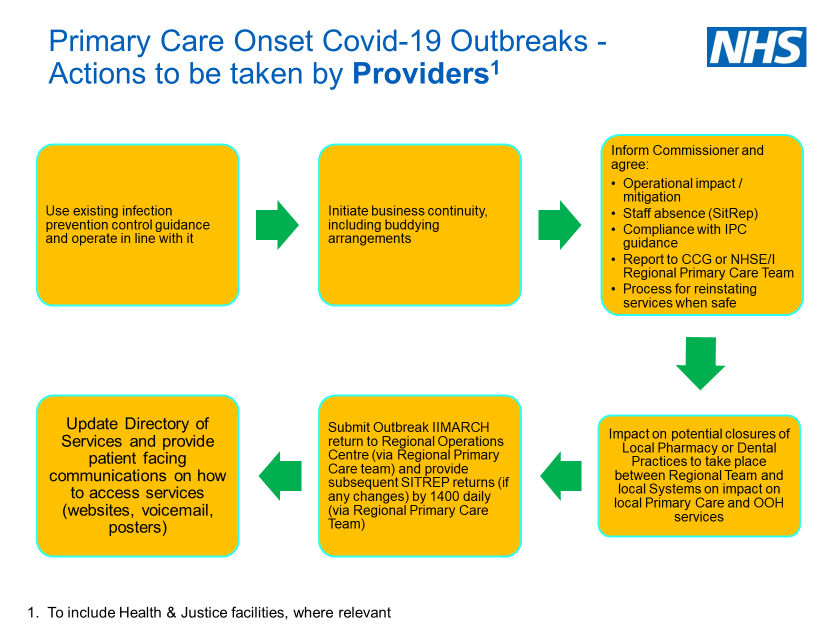 Primary Care Onset Covid-19 Outbreaks -
Actions to be taken by Providers¹
NHS
Use existing infection
prevention control guidance
and operate in line with it
Initiate business continuity,
including buddying
arrangements
Inform Commissioner and
agree:
• Operational impact /
mitigation
• Staff absence (SitRep)
• Compliance with IPC
guidance
• Report to CCG or NHSE/I
Regional Primary Care Team
• Process for reinstating
services when safe
Impact on potential closures of
Local Pharmacy or Dental
Practices to take place
between Regional Team and
local Systems on impact on
local Primary Care and OOH
services
Submit Outbreak IIMARCH
return to Regional Operations
Centre (via Regional Primary
Care team) and provide
subsequent SITREP returns (if
any changes) by 1400 daily
(via Regional Primary Care
Team)
Update Directory of
Services and provide
patient facing
communications on how
to access services
(websites, voicemail,
posters)
1. To include Health & Justice facilities, where relevant